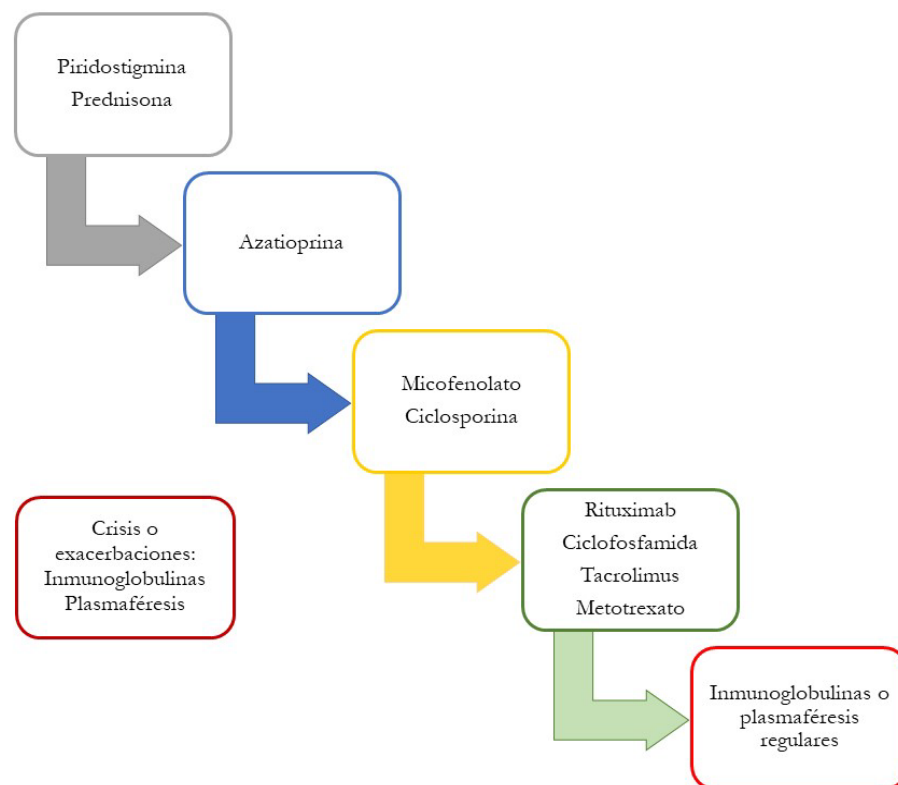 Piridostigmina
Prednisona
Azatioprina
Micofenolato
Ciclosporina
Crisis o
exacerbaciones:
Inmunoglobulinas
Plasmaféresis
Rituximab
Ciclofosfamida
Tacrolimus
Metotrexato
Inmunoglobulinas o
plasmaféresis
regulares